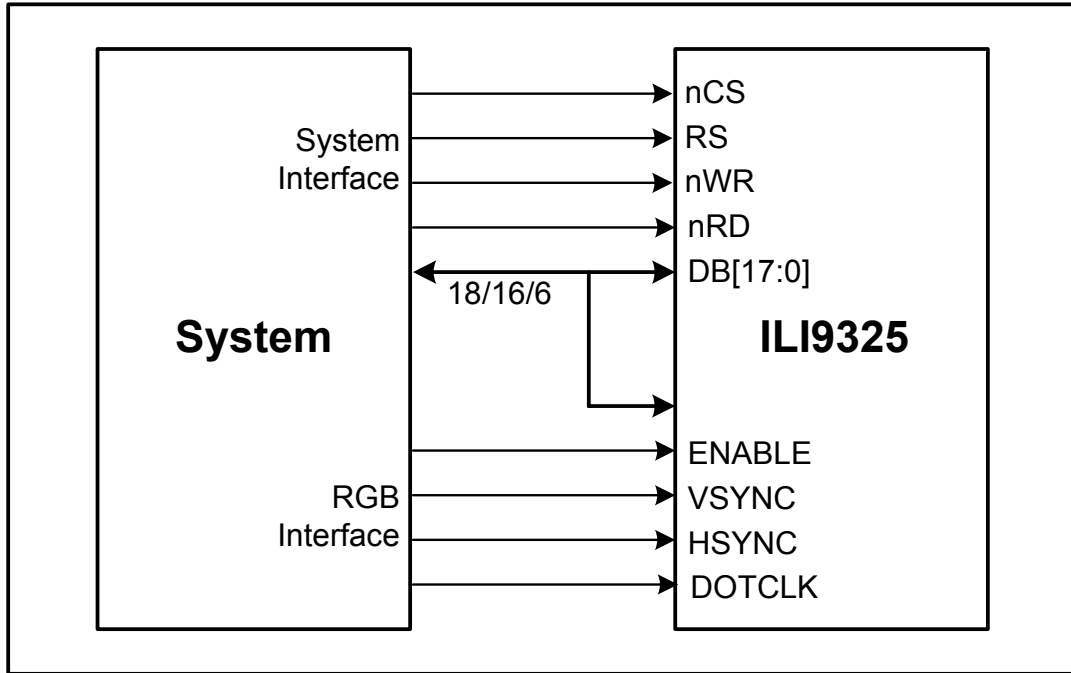 nCS
System
RS
Interface
nWR
nRD
18/16/6
DB[17:0]
System
ILI9325
ENABLE
RGB
VSYNC
Interface
HSYNC
DOTCLK